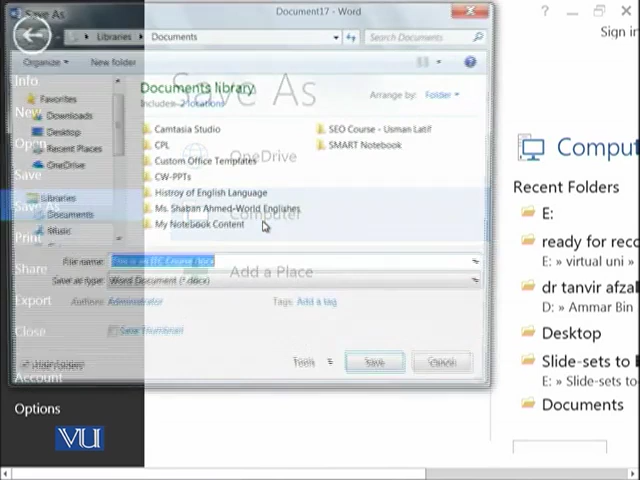 Save As
Document17 - Word
?
Sign in
Libraries
Documents
Search Documents
Organize
New folder
?
Info
New
Open
Save
Save As
Print
Share
Export
Close
Account
Options
VU
Favorites
Downloads
Desktop
Recent Places
OneDrive
Libraries
Documents
Music
Documents library
Includes: 2 locations
Arrange by: Folder
Save As
Camtasia Studio
CPL
Custom Office Templates
CW-PPTs
Histroy of English Language
Ms. Shaban Ahmed-World Englishes
My NoteBook Content
SEO Course - Usman Latif
SMART Notebook
OneDrive
Computer
Add a Place
File name:
Save as type: Word Document (*.docx)
Authors: Administrator
Tags: Add a tag
Save Thumbnail
Hide Folders
Tools
Save
Cancel
Comput
Recent Folders
E:
ready for reco
E: » virtual uni »
dr tanvir afza
D: » Ammar Bin
Desktop
Slide-sets to
E: » Slide-sets to
Documents